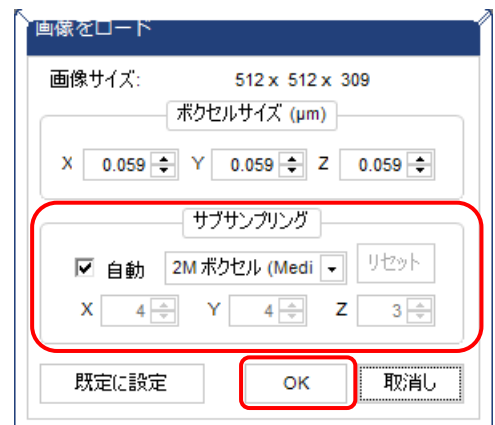 画像をロード
画像サイズ: 512 x 512 x 309
ボクセルサイズ (µm)
X 0.059 Y 0.059 Z 0.059
サブサンプリング
自動 2M ボクセル (Medi リセット
X 4 Y 4 Z 3
既定に設定 OK 取消し